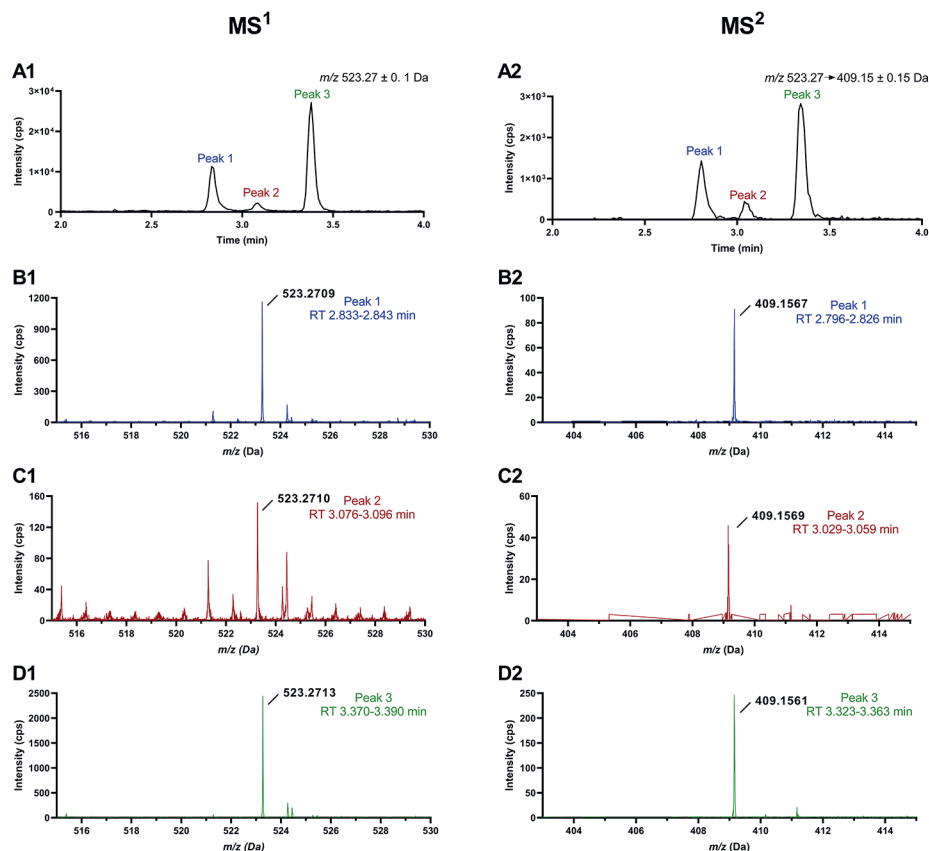 MS1
MS2
A1
m/z 523.27 ± 0. 1 Da
Peak 3
3×10⁴
2×10⁴
1×10⁴
0
Intensity (cps)
Peak 1
Peak 2
2.0 2.5 3.0 3.5 4.0
Time (min)
A2
m/z 523.27→409.15 ± 0.15 Da
Peak 3
3×10³
2×10³
1×10³
0
Intensity (cps)
Peak 1
Peak 2
2.0 2.5 3.0 3.5 4.0
Time (min)
B1
523.2709
Peak 1
RT 2.833-2.843 min
1200
900
600
300
0
Intensity (cps)
516 518 520 522 524 526 528 530
m/z (Da)
B2
409.1567
Peak 1
RT 2.796-2.826 min
100
80
60
40
20
0
Intensity (cps)
404 406 408 410 412 414
m/z (Da)
C1
523.2710
Peak 2
RT 3.076-3.096 min
160
120
80
40
0
Intensity (cps)
516 518 520 522 524 526 528 530
m/z (Da)
C2
409.1569
Peak 2
RT 3.029-3.059 min
60
40
20
0
Intensity (cps)
404 406 408 410 412 414
m/z (Da)
D1
523.2713
Peak 3
RT 3.370-3.390 min
2500
2000
1500
1000
500
0
Intensity (cps)
516 518 520 522 524 526 528 530
m/z (Da)
D2
409.1561
Peak 3
RT 3.323-3.363 min
250
200
150
100
50
0
Intensity (cps)
404 406 408 410 412 414
m/z (Da)